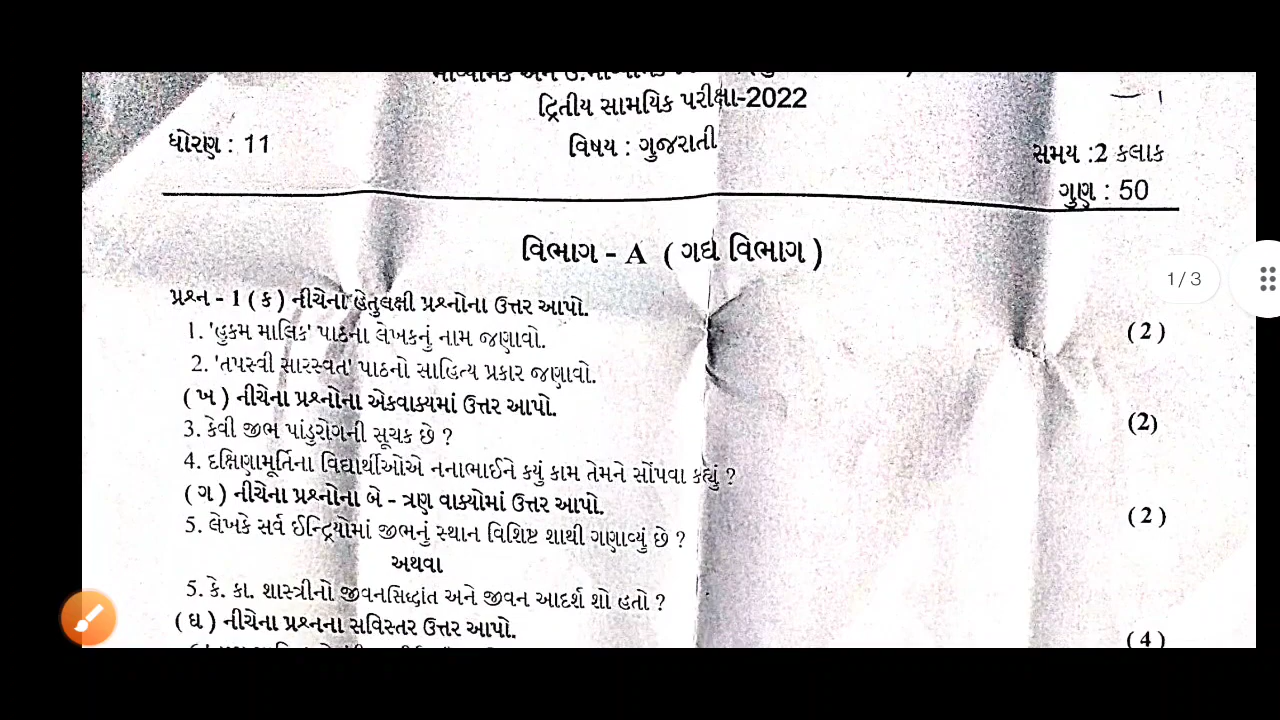 દ્વિતીય સામયિક પરીક્ષા-2022
ધોરણ : 11
વિષય : ગુજરાતી
સમય :2 કલાક
ગુણ : 50
વિભાગ - A ( ગદ્ય વિભાગ )
1/3
પ્રશ્ન - 1 ( ક ) નીચેના હેતુલક્ષી પ્રશ્નોના ઉત્તર આપો.
1. 'હુકમ માલિક' પાઠના લેખકનું નામ જણાવો. (2)
2. 'તપસ્વી સારસ્વત' પાઠનો સાહિત્ય પ્રકાર જણાવો.
( ખ ) નીચેના પ્રશ્નોના એકવાક્યમાં ઉત્તર આપો. (2)
3. કેવી જીભ પાંડુરોગની સૂચક છે ?
4. દક્ષિણામૂર્તિના વિદ્યાર્થીઓએ નનાભાઈને કયું કામ તેમને સોંપવા કહ્યું ?
( ગ ) નીચેના પ્રશ્નોના બે - ત્રણ વાક્યોમાં ઉત્તર આપો. (2)
5. લેખકે સર્વ ઈન્દ્રિયોમાં જીભનું સ્થાન વિશિષ્ટ શાથી ગણાવ્યું છે ?
અથવા
5. કે. કા. શાસ્ત્રીનો જીવનસિદ્ધાંત અને જીવન આદર્શ શો હતો ?
( ઘ ) નીચેના પ્રશ્નના સવિસ્તર ઉત્તર આપો. (4)